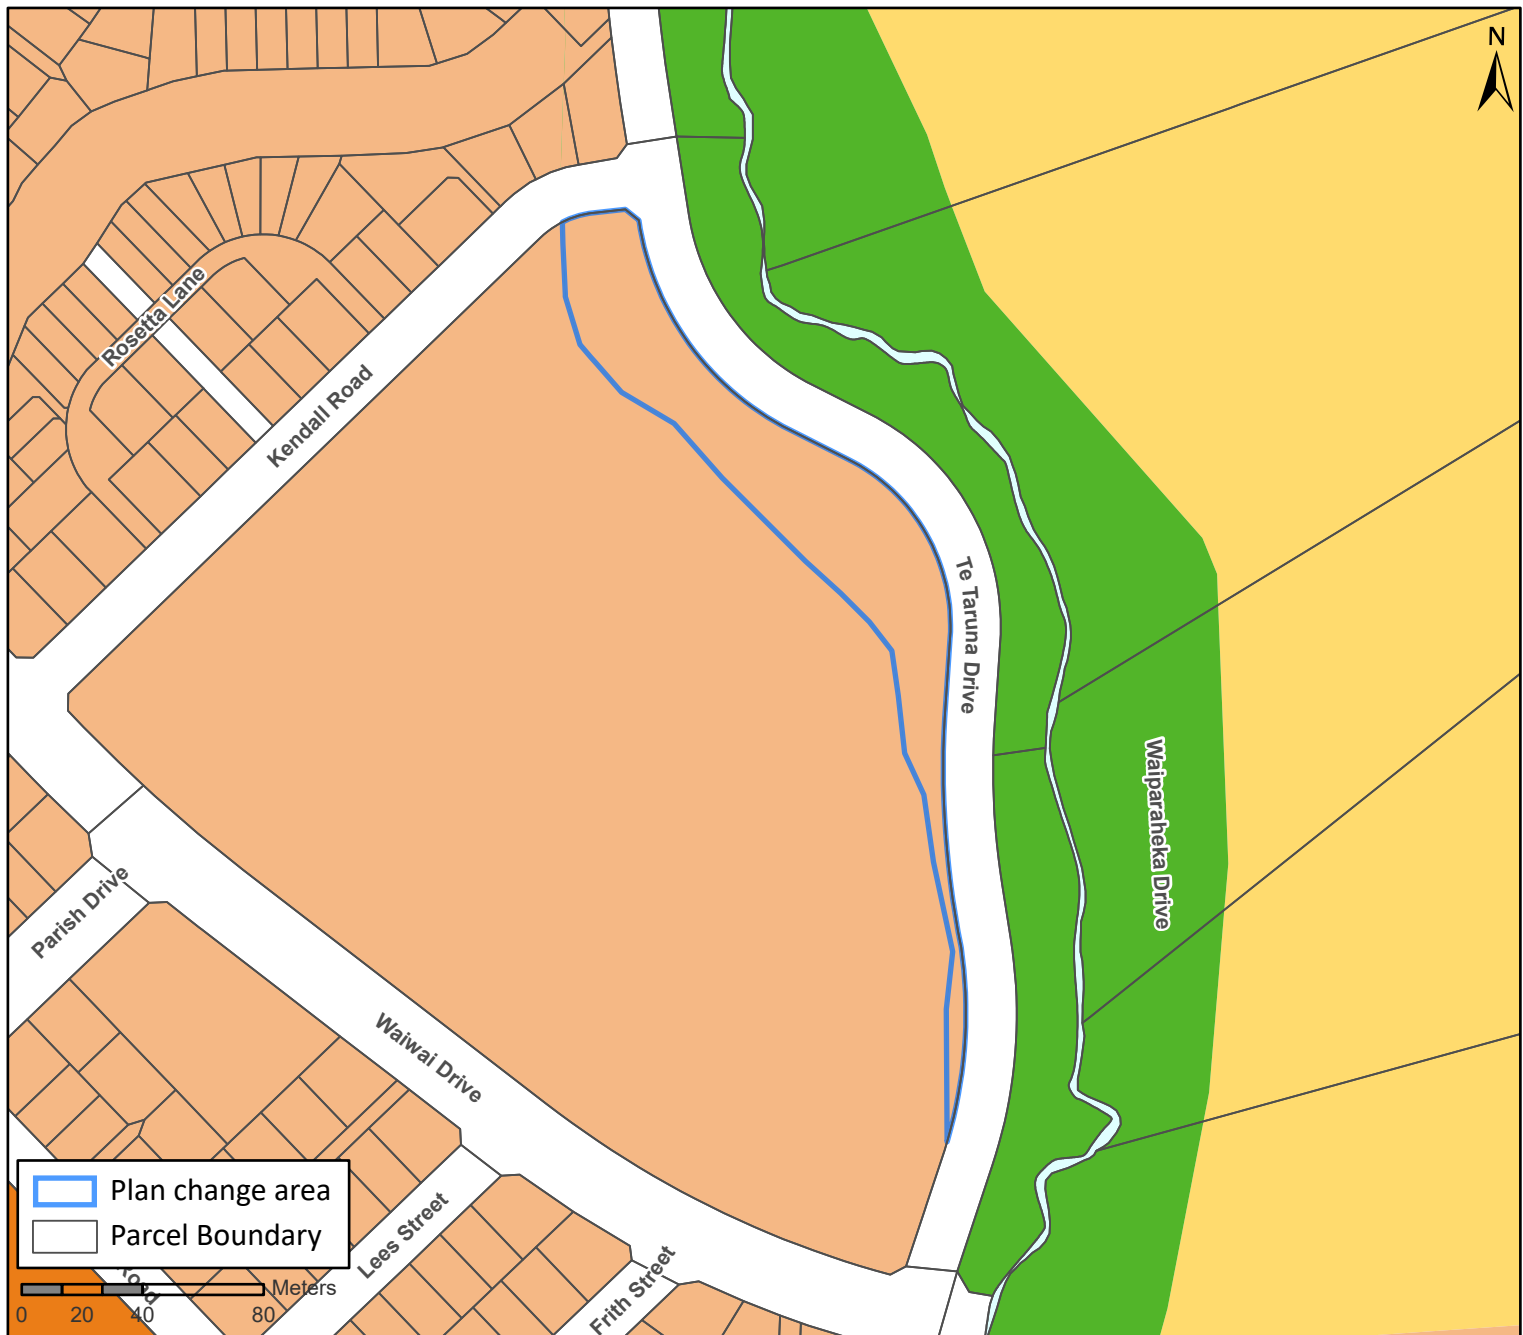 N
Rosetta Lane
Kendall Road
Te Taruna Drive
Waiparaheka Drive
Parish Drive
Waiwai Drive
Lees Street
Frith Street
Road
Plan change area
Parcel Boundary
Meters
0 20 40 80